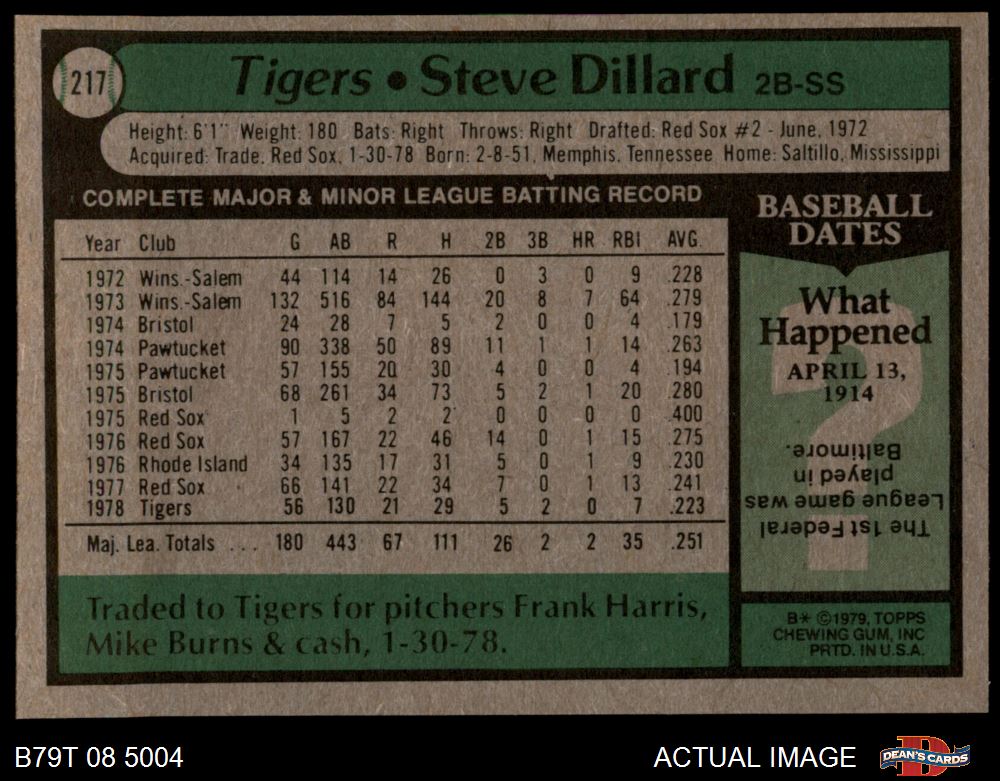 217
Tigers • Steve Dillard 2B-SS
Height: 6'1" Weight: 180 Bats: Right Throws: Right Drafted: Red Sox #2 - June, 1972
Acquired: Trade, Red Sox, 1-30-78 Born: 2-8-51, Memphis, Tennessee Home: Saltillo, Mississippi
COMPLETE MAJOR & MINOR LEAGUE BATTING RECORD
Year Club G AB R H 2B 3B HR RBI AVG.
1972 Wins.-Salem 44 114 14 26 0 3 0 9 .228
1973 Wins.-Salem 132 516 84 144 20 8 7 64 .279
1974 Bristol 24 28 7 5 2 0 0 4 .179
1974 Pawtucket 90 338 50 89 11 1 1 14 .263
1975 Pawtucket 57 155 20 30 4 0 0 4 .194
1975 Bristol 68 261 34 73 5 2 1 20 .280
1975 Red Sox 1 5 2 2 0 0 0 0 .400
1976 Red Sox 57 167 22 46 14 0 1 15 .275
1976 Rhode Island 34 135 17 31 5 0 1 9 .230
1977 Red Sox 66 141 22 34 7 0 1 13 .241
1978 Tigers 56 130 21 29 5 2 0 7 .223
Maj. Lea. Totals ... 180 443 67 111 26 2 2 35 .251
Traded to Tigers for pitchers Frank Harris,
Mike Burns & cash, 1-30-78.
BASEBALL
DATES
What
Happened
APRIL 13,
1914
?
The 1st Federal
League game was
played in
Baltimore.
B* ©1979, TOPPS
CHEWING GUM, INC
PRTD. IN U.S.A.
B79T 08 5004
ACTUAL IMAGE
DEAN'S CARDS